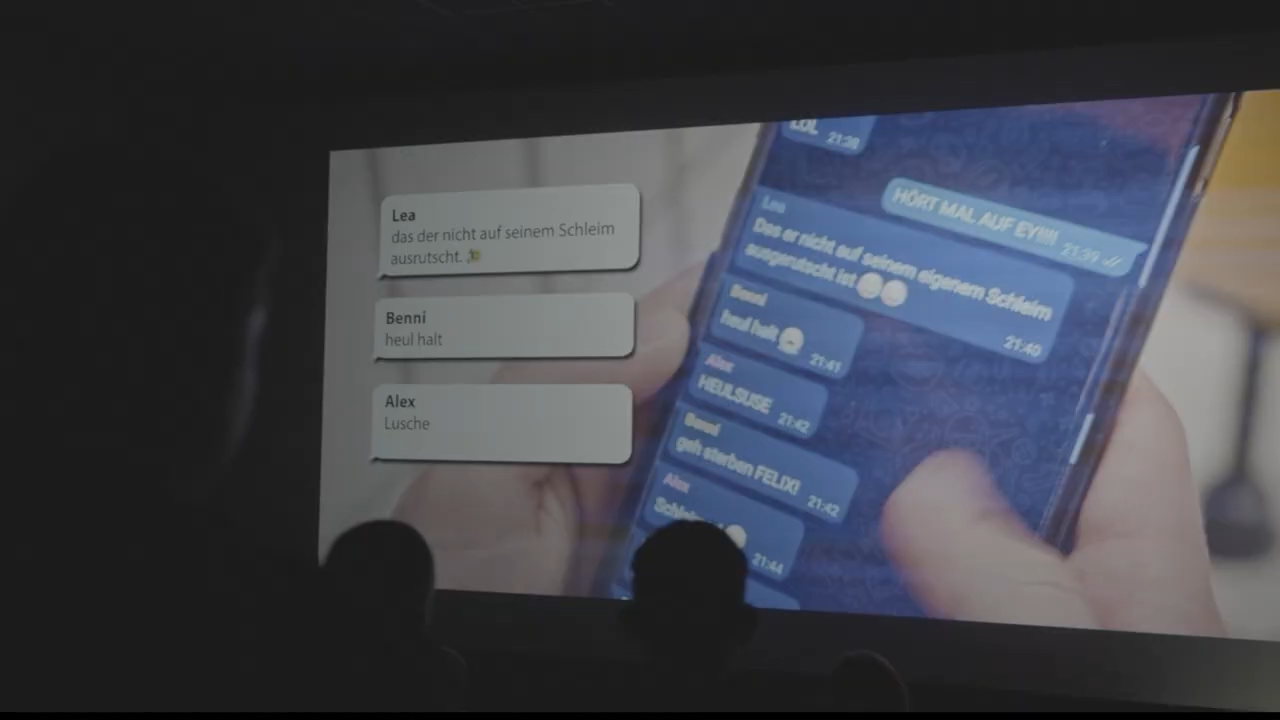 Lea
das der nicht auf seinem Schleim
ausrutscht.
Benni
heul halt
Alex
Lusche
LOL
21:38
HÖRT MAL AUF EY!!!!
21:39
Lea
Das er nicht auf seinem eigenem Schleim
ausgerutscht ist
21:40
Benni
heul halt
21:41
Alex
HEULSUSE
21:42
Benni
geh sterben FELIX!
21:42
Alex
21:44